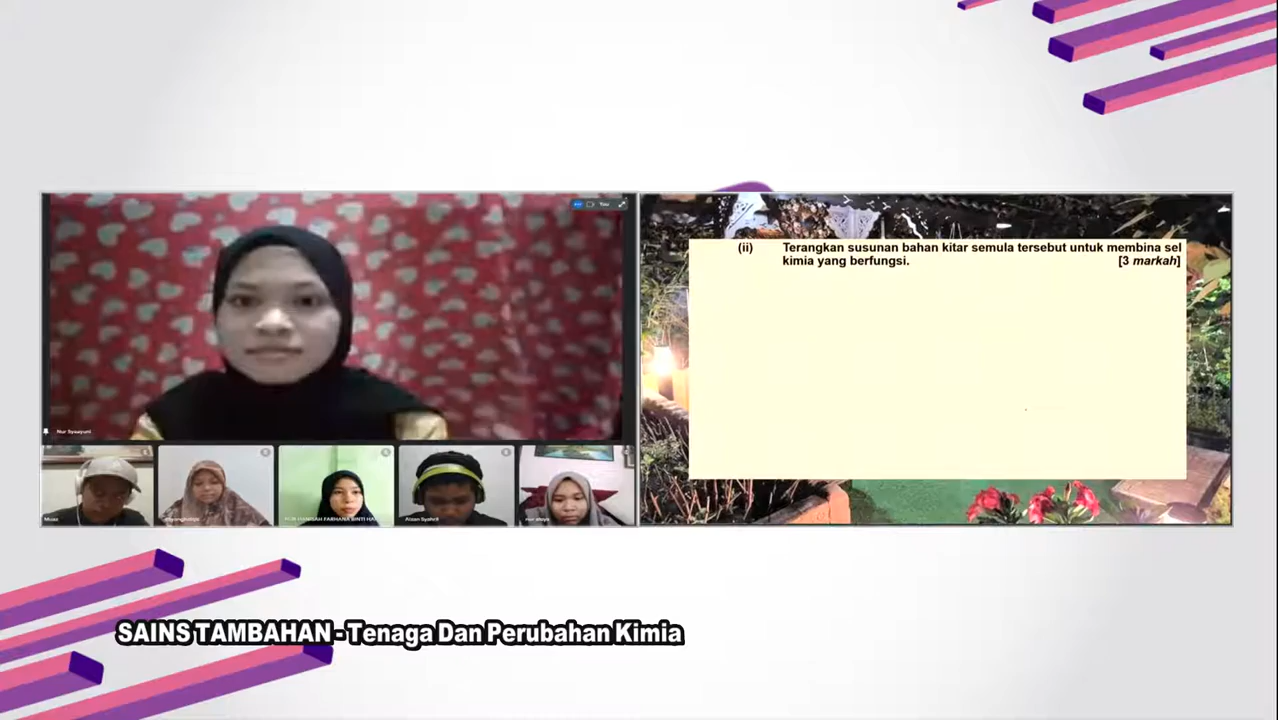 You
(ii) Terangkan susunan bahan kitar semula tersebut untuk membina sel
kimia yang berfungsi. [3 markah]
Nur Syaayuni
Aizan Syahril
SAINS TAMBAHAN - Tenaga Dan Perubahan Kimia